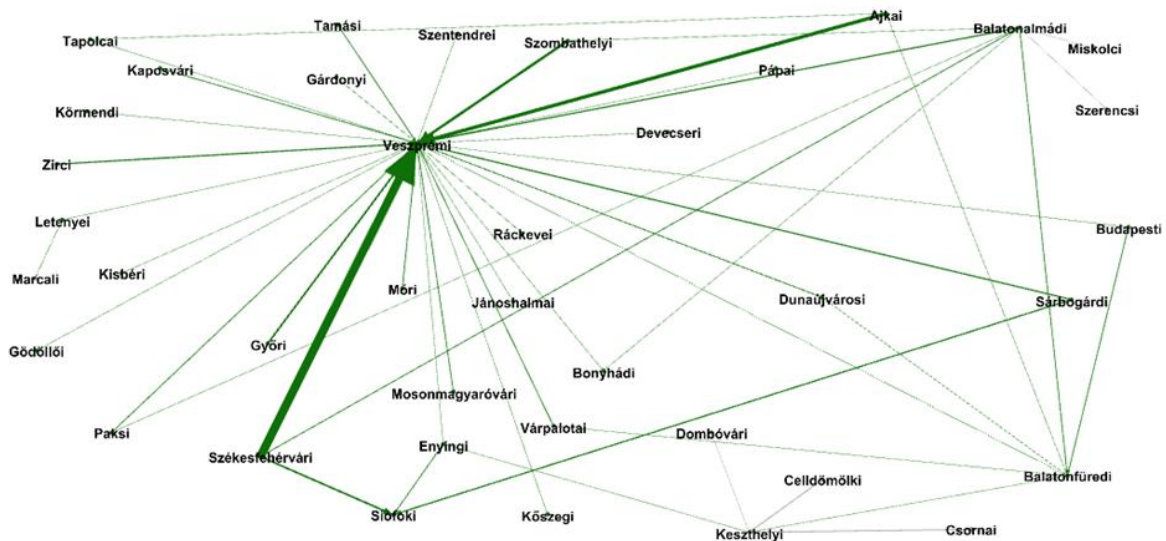 Tapolcai
Tamási
Szentendrei
Szombathelyi
Ajkai
Balatonalmádi
Miskolci
Kaposvári
Gárdonyi
Pápai
Körmendi
Szerencsi
Zirci
Veszprémi
Devecseri
Letenyei
Ráckevei
Budapesti
Marcali
Kisbéri
Móri
Jánoshalmai
Dunaújvárosi
Sárbogárdi
Gödöllői
Győri
Bonyhádi
Mosonmagyaróvári
Paksi
Székesfehérvári
Enyingi
Várpalotai
Dombóvári
Celldömölki
Balatonfüredi
Siófoki
Kőszegi
Keszthelyi
Csornai